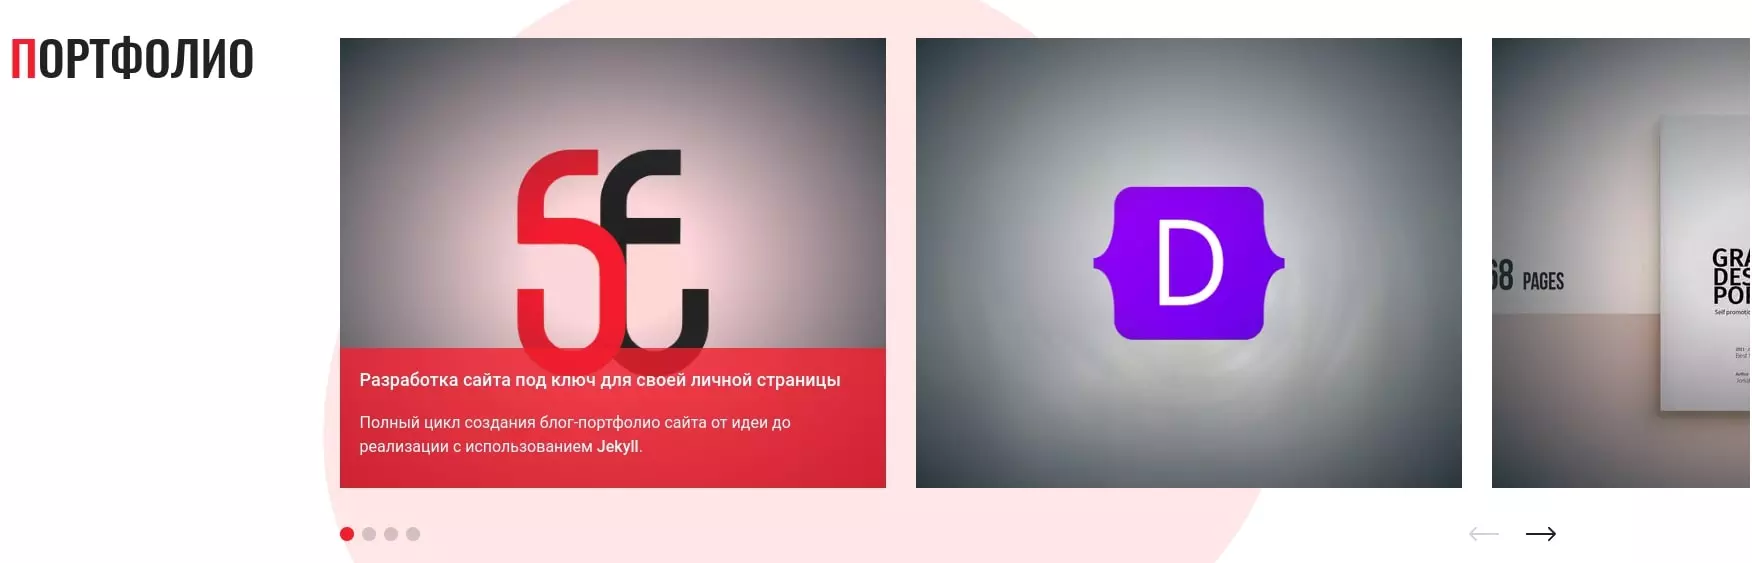 ПОРТФОЛИО
Разработка сайта под ключ для своей личной страницы
Полный цикл создания блог-портфолио сайта от идеи до
реализации с использованием Jekyll.
D
68 PAGES
GRA
DES
POR
Self promotio